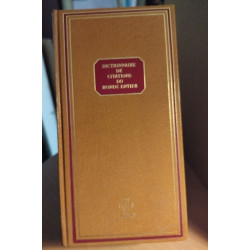 DICTIONNAIRE
DE
CITATIONS
DU
MONDE ENTIER